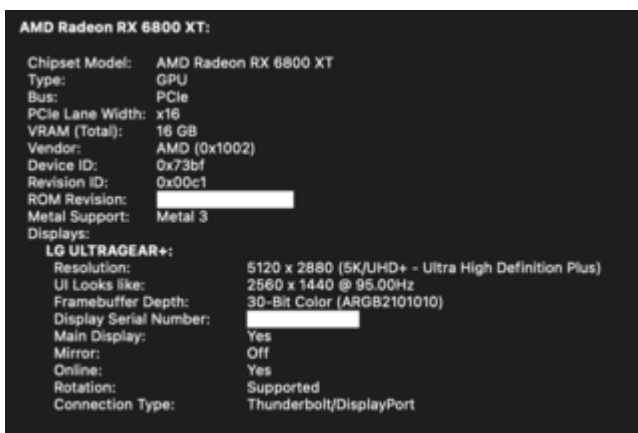 AMD Radeon RX 6800 XT:
Chipset Model: AMD Radeon RX 6800 XT
Type: GPU
Bus: PCIe
PCIe Lane Width: x16
VRAM (Total): 16 GB
Vendor: AMD (0x1002)
Device ID: 0x73bf
Revision ID: 0x00c1
ROM Revision:
Metal Support: Metal 3
Displays:
LG ULTRAGEAR+:
Resolution: 5120 x 2880 (5K/UHD+ - Ultra High Definition Plus)
UI Looks like: 2560 x 1440 @ 95.00Hz
Framebuffer Depth: 30-Bit Color (ARGB2101010)
Display Serial Number:
Main Display: Yes
Mirror: Off
Online: Yes
Rotation: Supported
Connection Type: Thunderbolt/DisplayPort